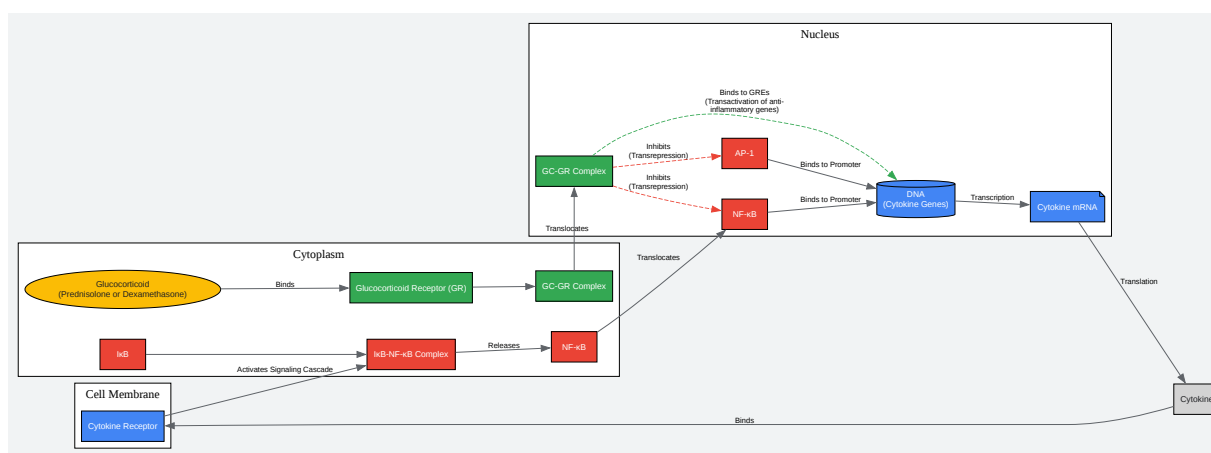 Nucleus
Binds to GREs
(Transactivation of anti-
inflammatory genes)
Inhibits
(Transrepression)
AP-1
GC-GR Complex
Binds to Promoter
Inhibits
(Transrepression)
DNA
(Cytokine Genes)
Transcription
Cytokine mRNA
Binds to Promoter
NF-κB
Translocates
Cytoplasm
Translocates
Glucocorticoid
(Prednisolone or Dexamethasone)
Binds
Glucocorticoid Receptor (GR)
GC-GR Complex
Translation
IκB
IκB-NF-κB Complex
Releases
NF-κB
Activates Signaling Cascade
Cell Membrane
Cytokine Receptor
Binds
Cytokine